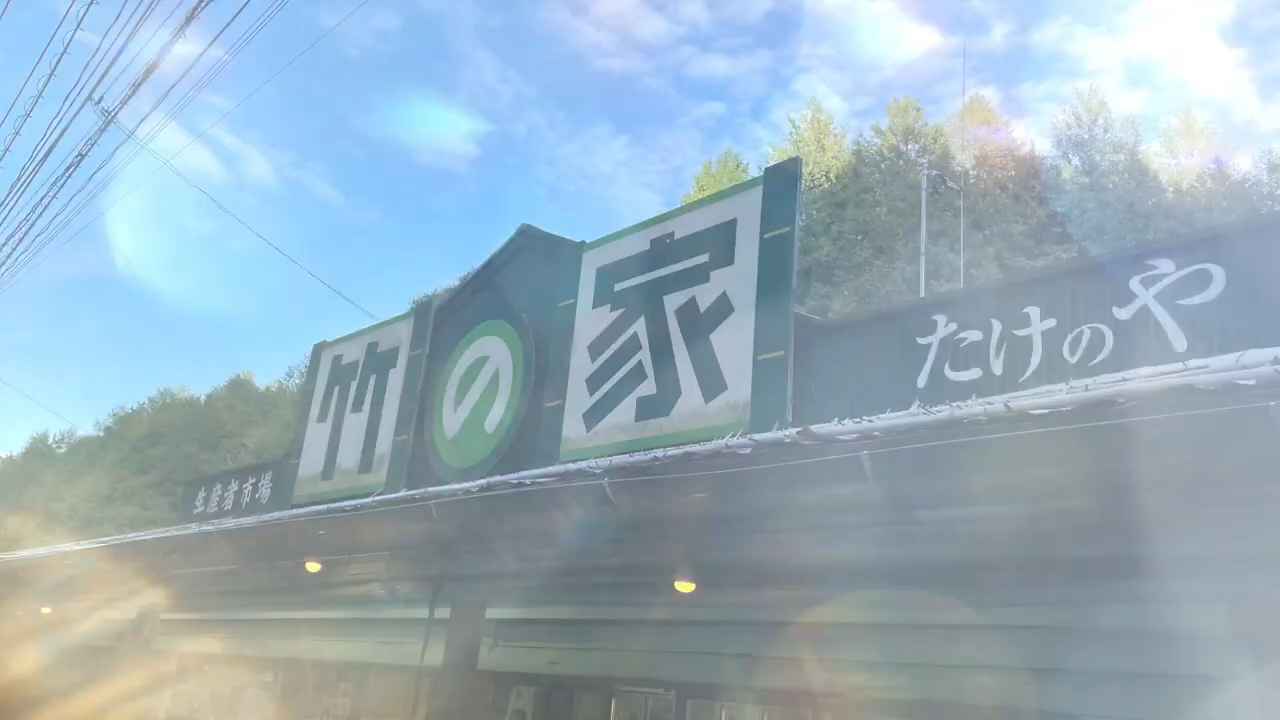 生産者市場
竹の家
たけのや